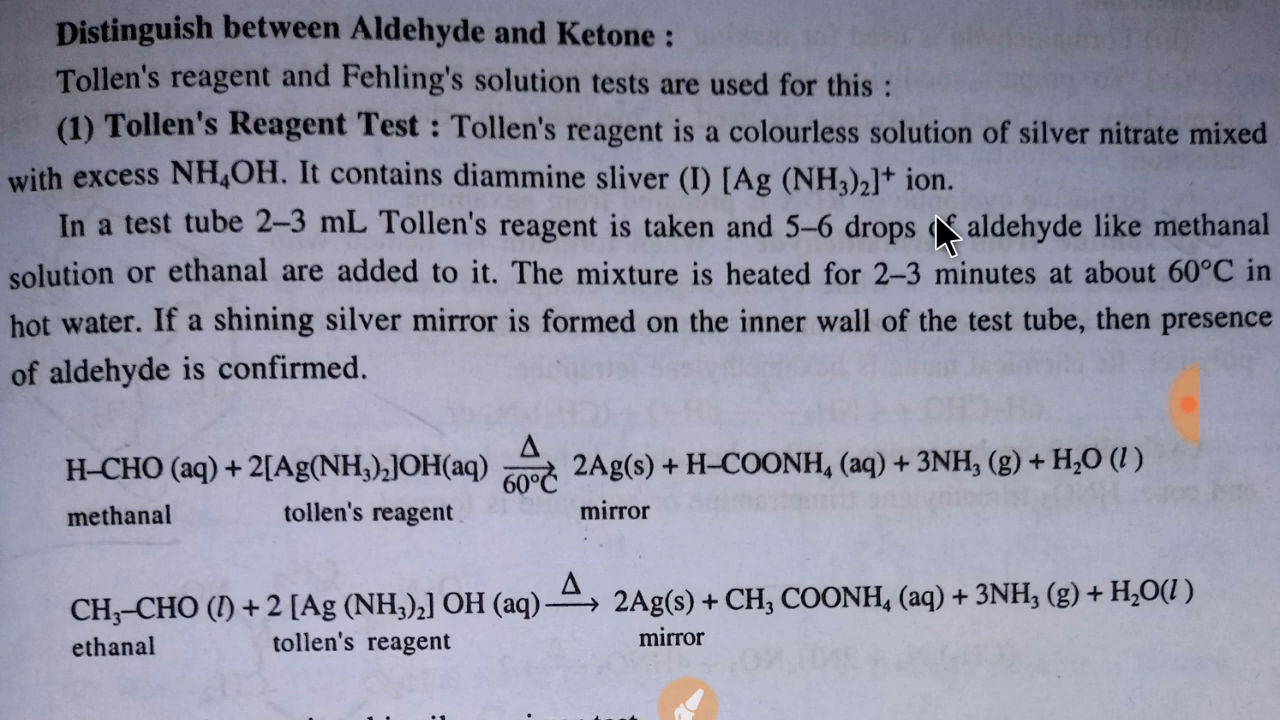 Distinguish between Aldehyde and Ketone :
Tollen's reagent and Fehling's solution tests are used for this :
(1) Tollen's Reagent Test : Tollen's reagent is a colourless solution of silver nitrate mixed
with excess NH₄OH. It contains diammine sliver (I) [Ag (NH₃)₂]⁺ ion.
In a test tube 2–3 mL Tollen's reagent is taken and 5–6 drops of aldehyde like methanal
solution or ethanal are added to it. The mixture is heated for 2–3 minutes at about 60°C in
hot water. If a shining silver mirror is formed on the inner wall of the test tube, then presence
of aldehyde is confirmed.
H–CHO (aq) + 2[Ag(NH₃)₂]OH(aq) Δ→60°C 2Ag(s) + H–COONH₄ (aq) + 3NH₃ (g) + H₂O (l)
methanal tollen's reagent mirror
CH₃–CHO (l) + 2 [Ag (NH₃)₂] OH (aq) Δ→ 2Ag(s) + CH₃ COONH₄ (aq) + 3NH₃ (g) + H₂O(l)
ethanal tollen's reagent mirror